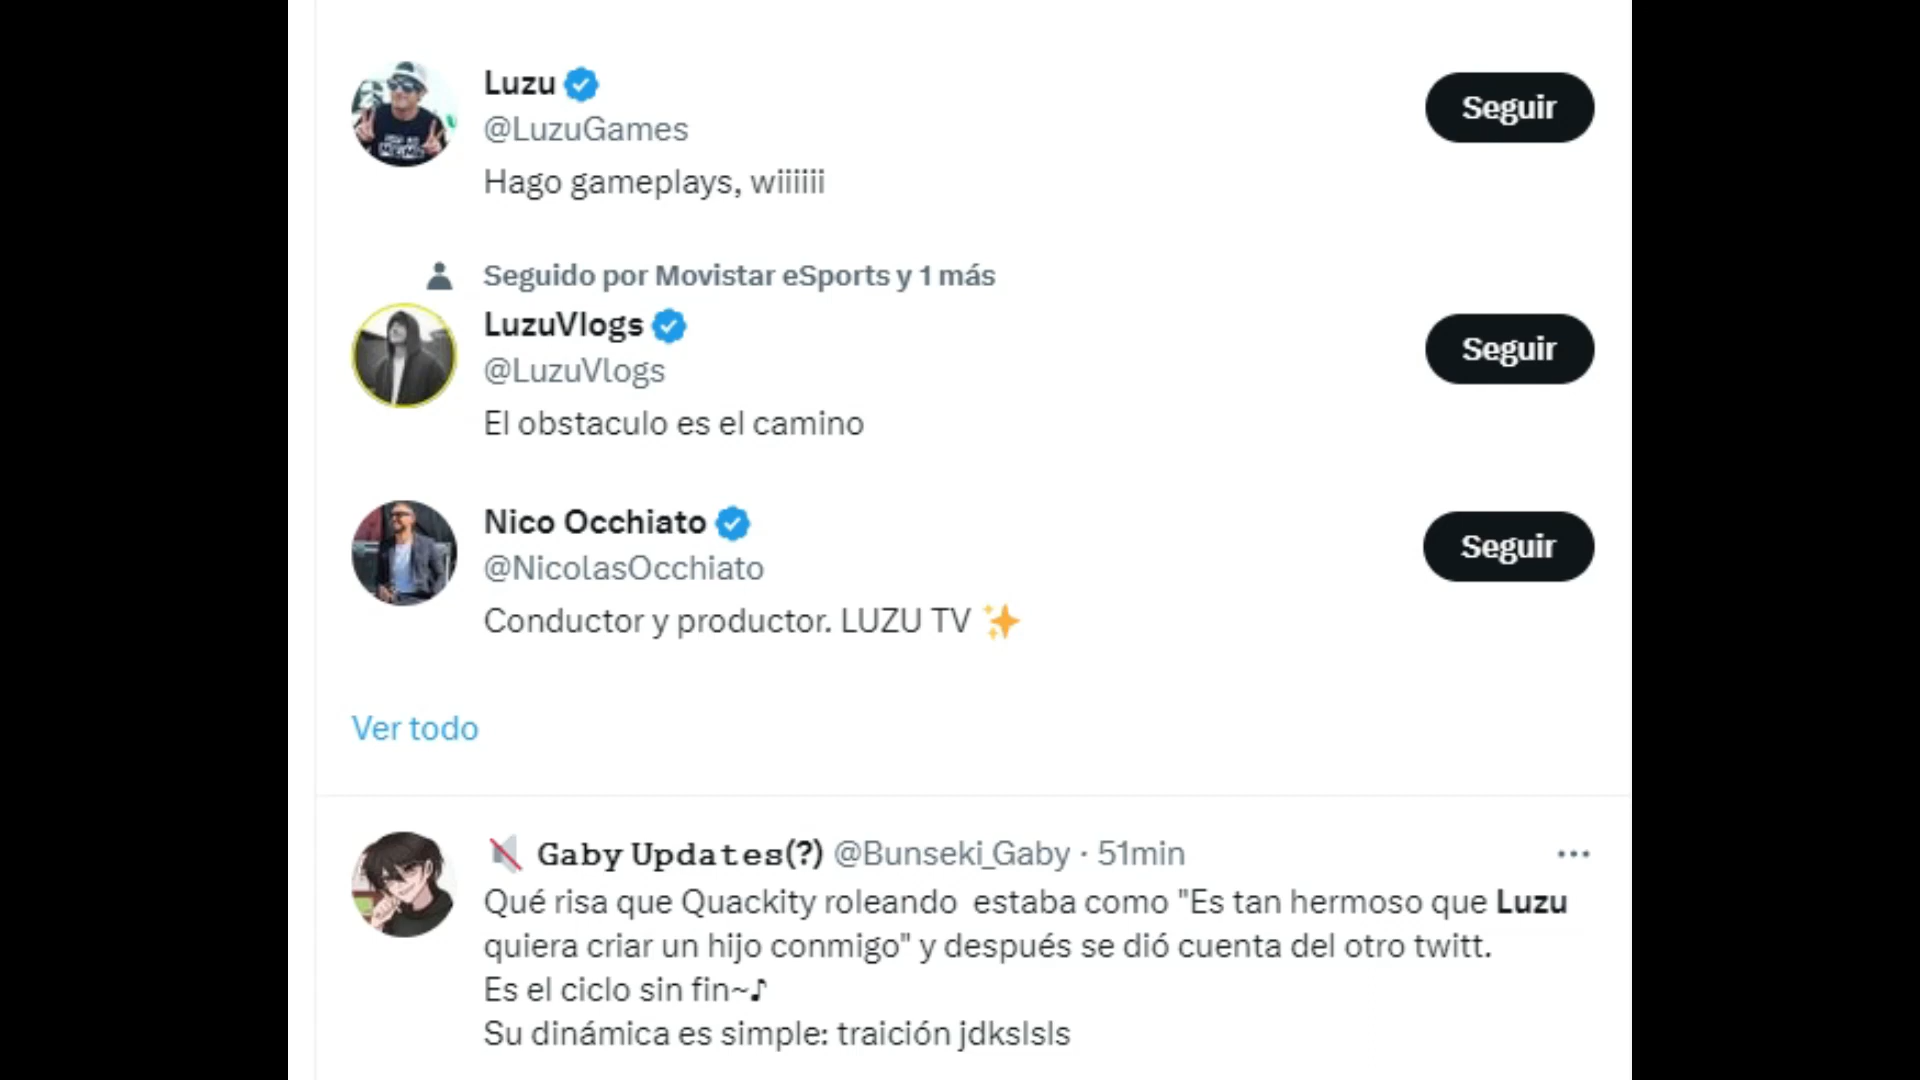 Luzu
Seguir
@LuzuGames
Hago gameplays, wiiiiii
Seguido por Movistar eSports y 1 más
LuzuVlogs
Seguir
@LuzuVlogs
El obstaculo es el camino
Nico Occhiato
Seguir
@NicolasOcchiato
Conductor y productor. LUZU TV ✨
Ver todo
🔇 𝙶𝚊𝚋𝚢 𝚄𝚙𝚍𝚊𝚝𝚎𝚜(?) @Bunseki_Gaby · 51min
Qué risa que Quackity roleando estaba como "Es tan hermoso que Luzu
quiera criar un hijo conmigo" y después se dió cuenta del otro twitt.
Es el ciclo sin fin~♪
Su dinámica es simple: traición jdkslsls